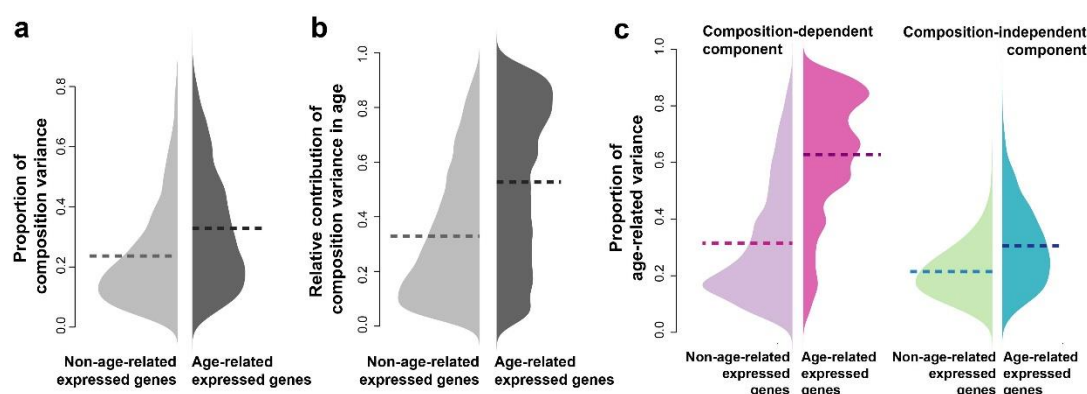 a
Proportion of
composition variance
0.8
0.6
0.4
0.2
0.0
Non-age-related
expressed genes
Age-related
expressed genes
b
Relative contribution of
composition variance in age
1.0
0.8
0.6
0.4
0.2
0.0
Non-age-related
expressed genes
Age-related
expressed genes
c
Composition-dependent
component
Composition-independent
component
Proportion of
age-related variance
1.0
0.8
0.6
0.4
0.2
0.0
Non-age-related
expressed
genes
Age-related
expressed
genes
Non-age-related
expressed
genes
Age-related
expressed
genes